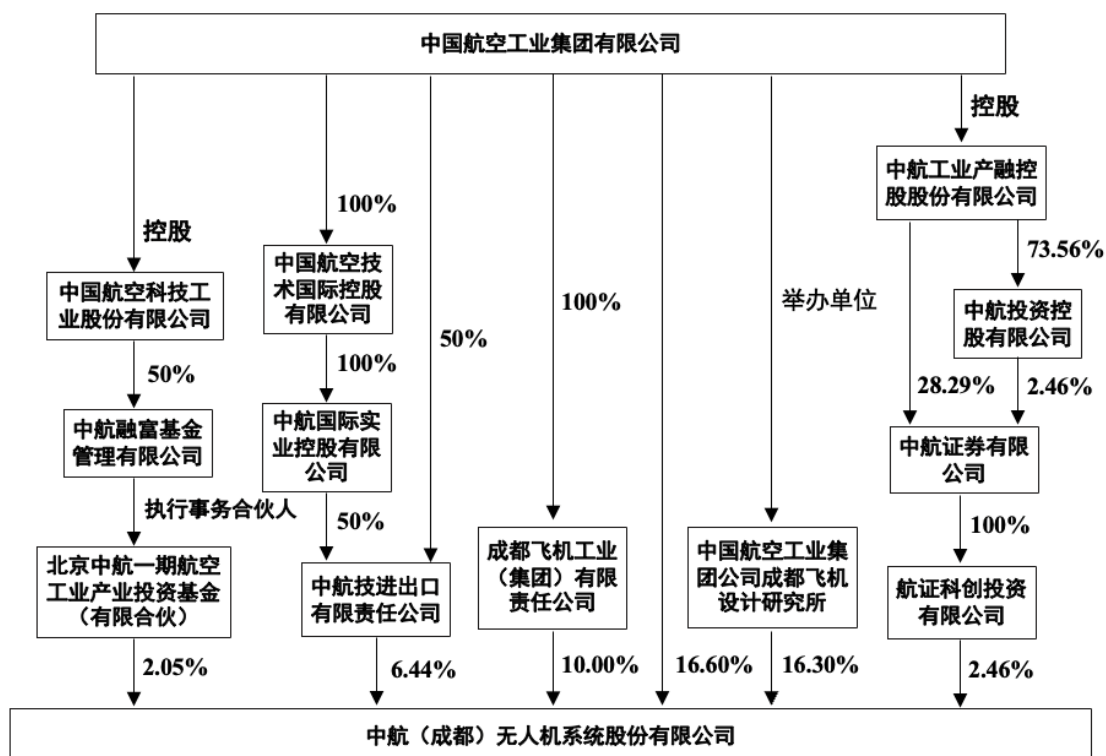 中国航空工业集团有限公司
控股
中航工业产融控
股股份有限公司
100%
控股
73.56%
中国航空科技工
业股份有限公司
中国航空技
术国际控股
有限公司
100%
50%
举办单位
中航投资控
股有限公司
50%
100%
28.29%
2.46%
中航融富基金
管理有限公司
中航国际实
业控股有限
公司
中航证券有限
公司
执行事务合伙人
50%
100%
北京中航一期航空
工业产业投资基金
（有限合伙）
中航技进出口
有限责任公司
成都飞机工业
（集团）有限
责任公司
中国航空工业集
团公司成都飞机
设计研究所
航证科创投资
有限公司
2.05%
6.44%
10.00%
16.60%
16.30%
2.46%
中航（成都）无人机系统股份有限公司